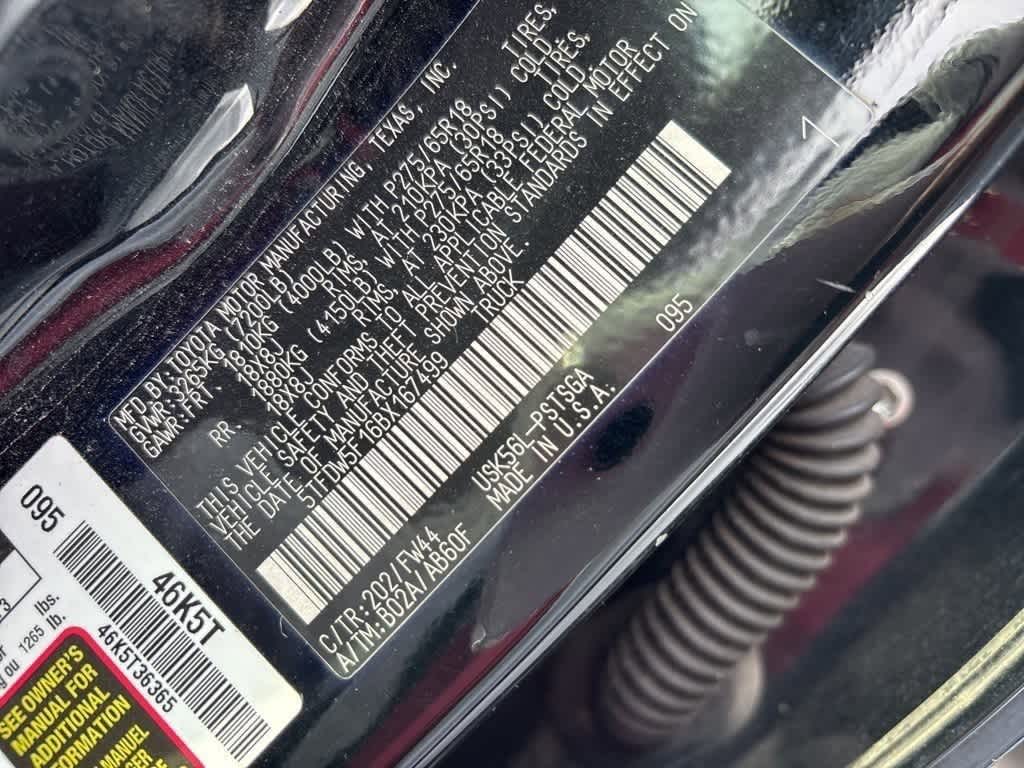 MFD.BY:TOYOTA MOTOR MANUFACTURING, TEXAS, INC.
GVWR:3265KG (7200LB)
GAWR:FRT. 1810KG (4000LB) WITH P275/65R18 TIRES,
18X8J RIMS, AT 210KPA (30PSI) COLD.
RR. 1880KG (4150LB) WITH P275/65R18 TIRES,
18X8J RIMS, AT 230KPA (33PSI) COLD.
THIS VEHICLE CONFORMS TO ALL APPLICABLE FEDERAL MOTOR
VEHICLE SAFETY AND THEFT PREVENTION STANDARDS IN EFFECT ON
THE DATE OF MANUFACTURE SHOWN ABOVE.
5TFDW5F16BX167499 TRUCK
C/TR:202/FW44 USK56L-PSTSGA 095
A/TM:B02A/AB60F MADE IN U.S.A.
095
46K5T
46K5T36365
lbs.
ou 1265 lb.
SEE OWNER'S
MANUAL FOR
ADDITIONAL
MANUEL